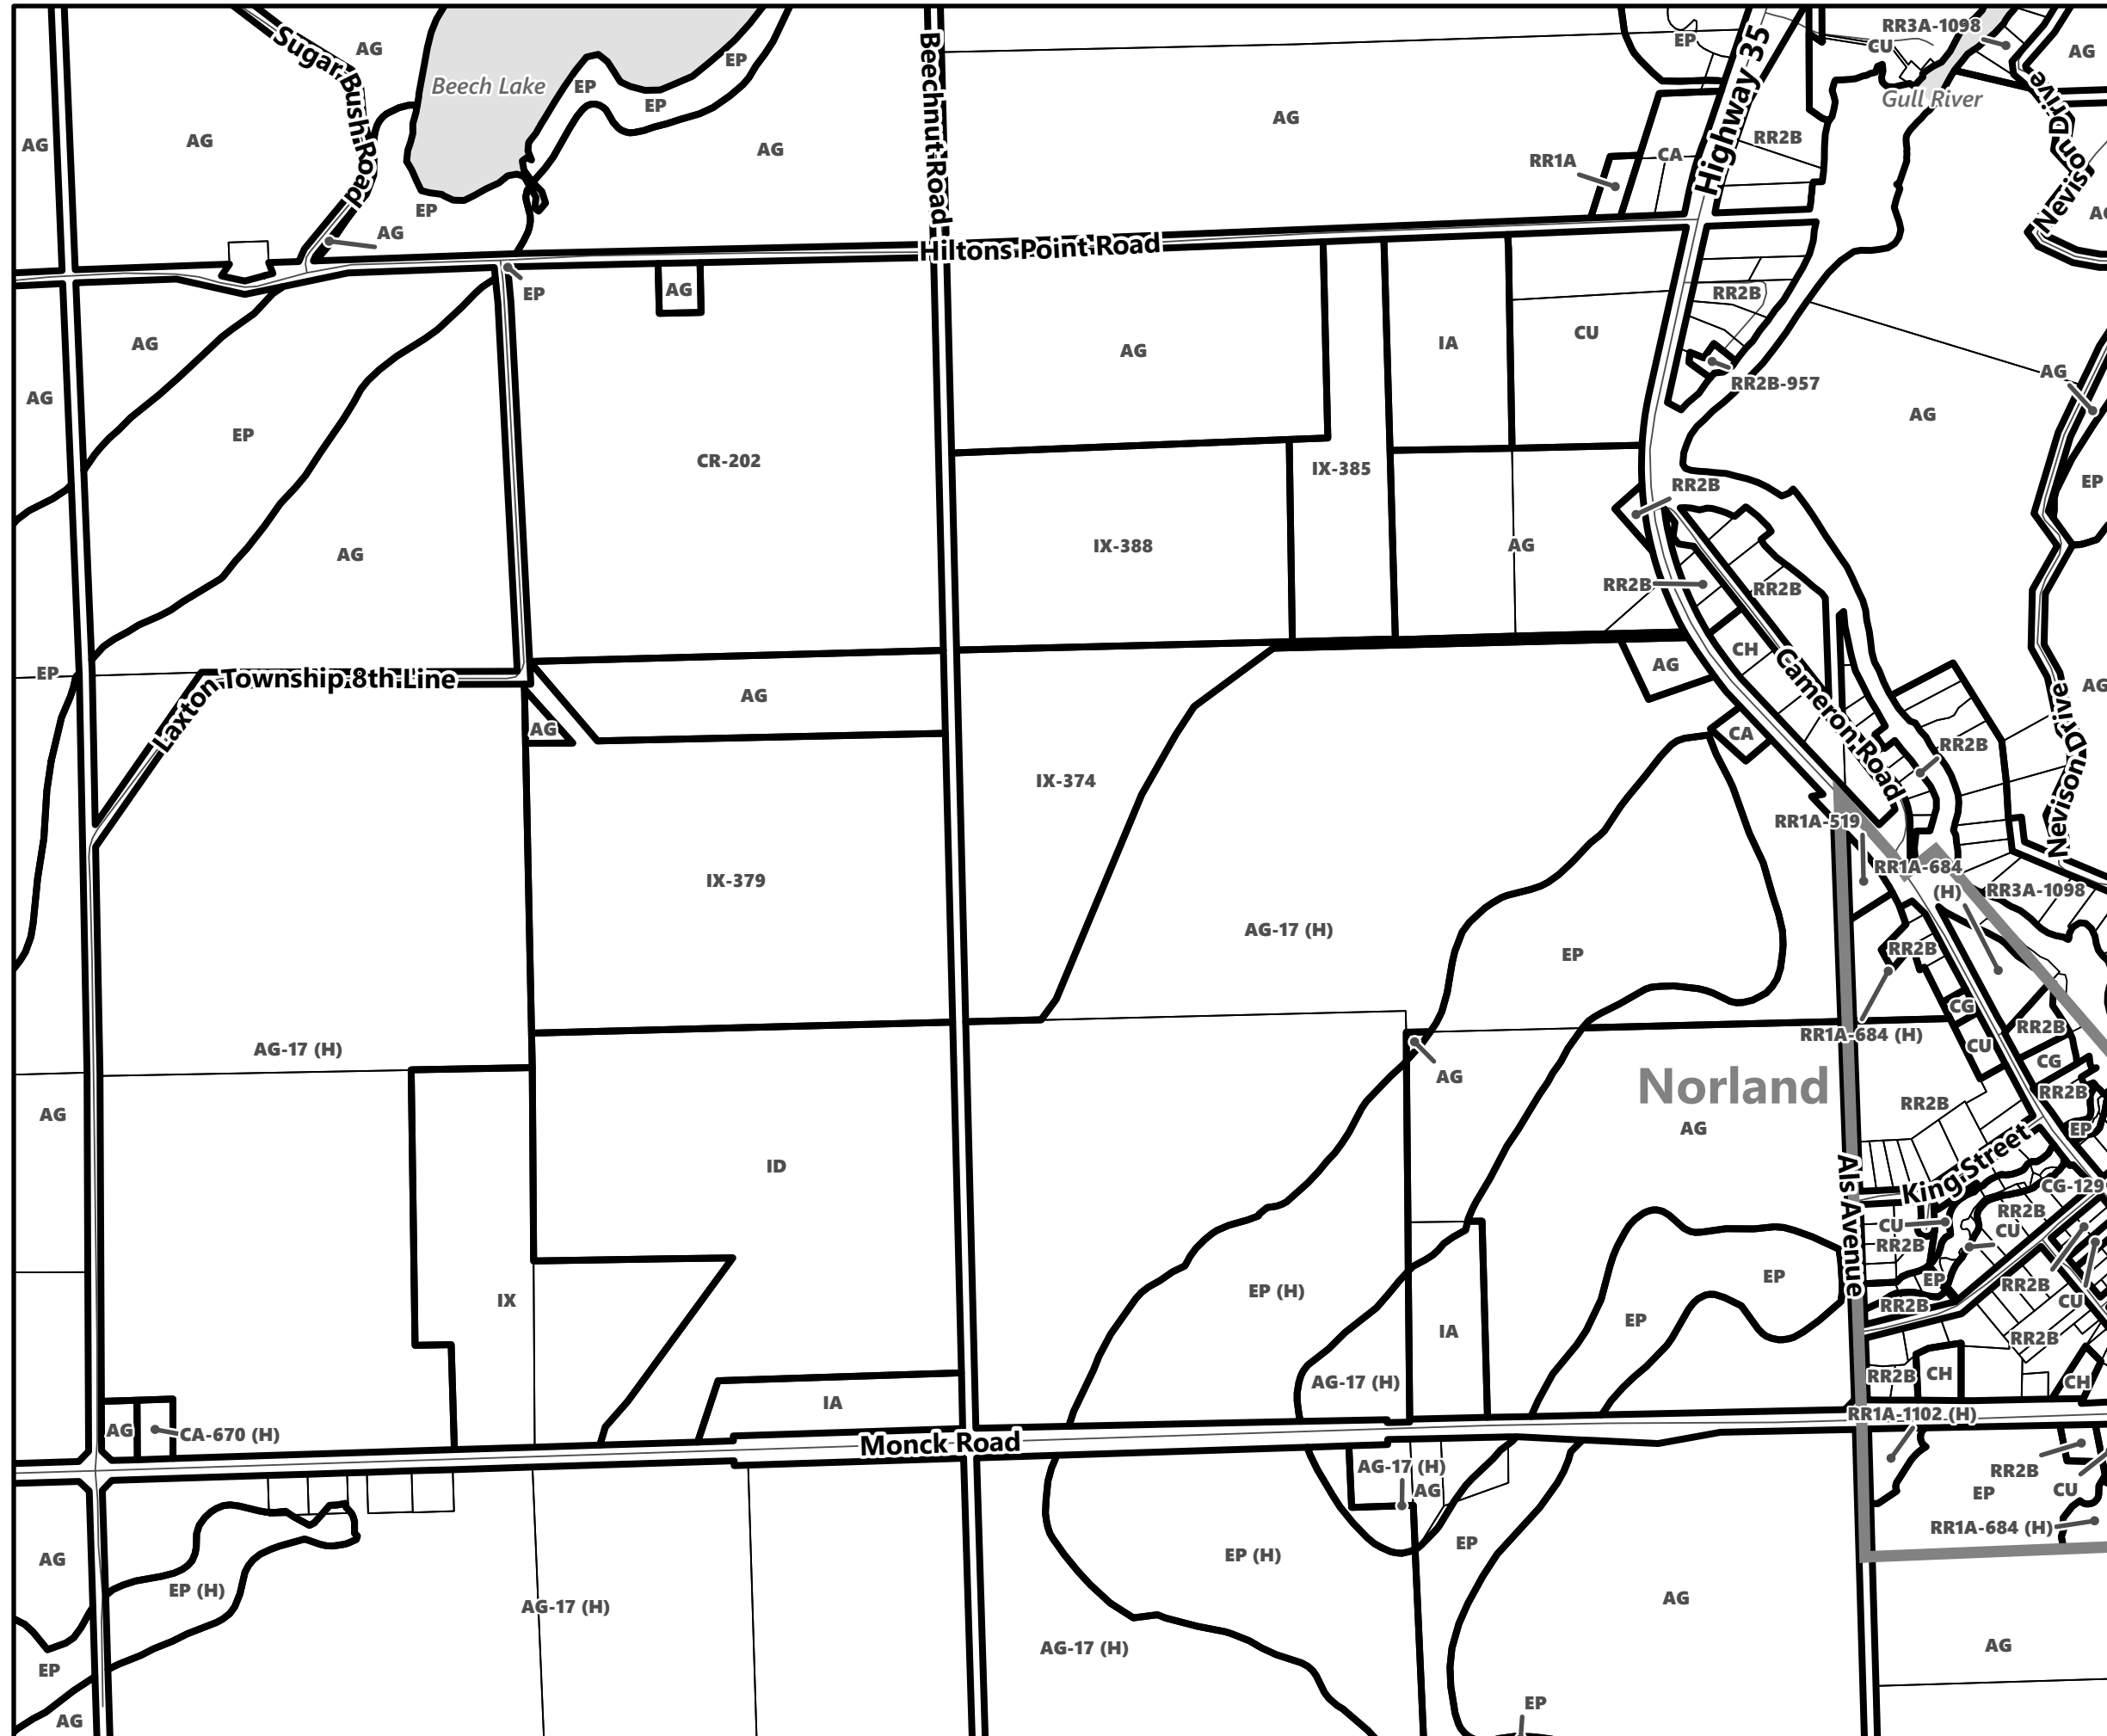 Sugar Bush Road
AG
Beech Lake
EP
EP
EP
Beechnut Road
AG
EP
Highway 35
RR3A-1098
CU
AG
Gull River
Nevison Drive
AG
AG
AG
RR1A
CA
RR2B
EP
AG
Hiltons Point Road
EP
AG
AG
RR2B
AG
CR-202
AG
IA
CU
RR2B-957
AG
AG
AG
EP
IX-385
EP
AG
IX-388
RR2B
AG
RR2B
RR2B
EP
Laxton Township 8th Line
AG
AG
AG
CH
Cameron Road
AG
Nevison Drive
CA
RR2B
IX-374
IX-379
RR1A-519
RR1A-684
(H)
RR3A-1098
AG-17 (H)
EP
RR2B
CG
RR1A-684 (H)
RR2B
CU
CG
AG-17 (H)
AG
AG
Norland
AG
RR2B
RR2B
EP
ID
Als Avenue
King Street
CG-129
RR2B
CU
CU
RR2B
EP
RR2B
CU
RR2B
IX
EP (H)
EP
EP
IA
RR2B
AG-17 (H)
IA
RR2B
CH
CH
AG
CA-670 (H)
Monck Road
RR1A-1102 (H)
AG-17 (H)
AG
RR2B
CU
EP
RR1A-684 (H)
AG
EP (H)
AG-17 (H)
EP (H)
EP
AG
AG-17 (H)
AG
EP
EP
AG